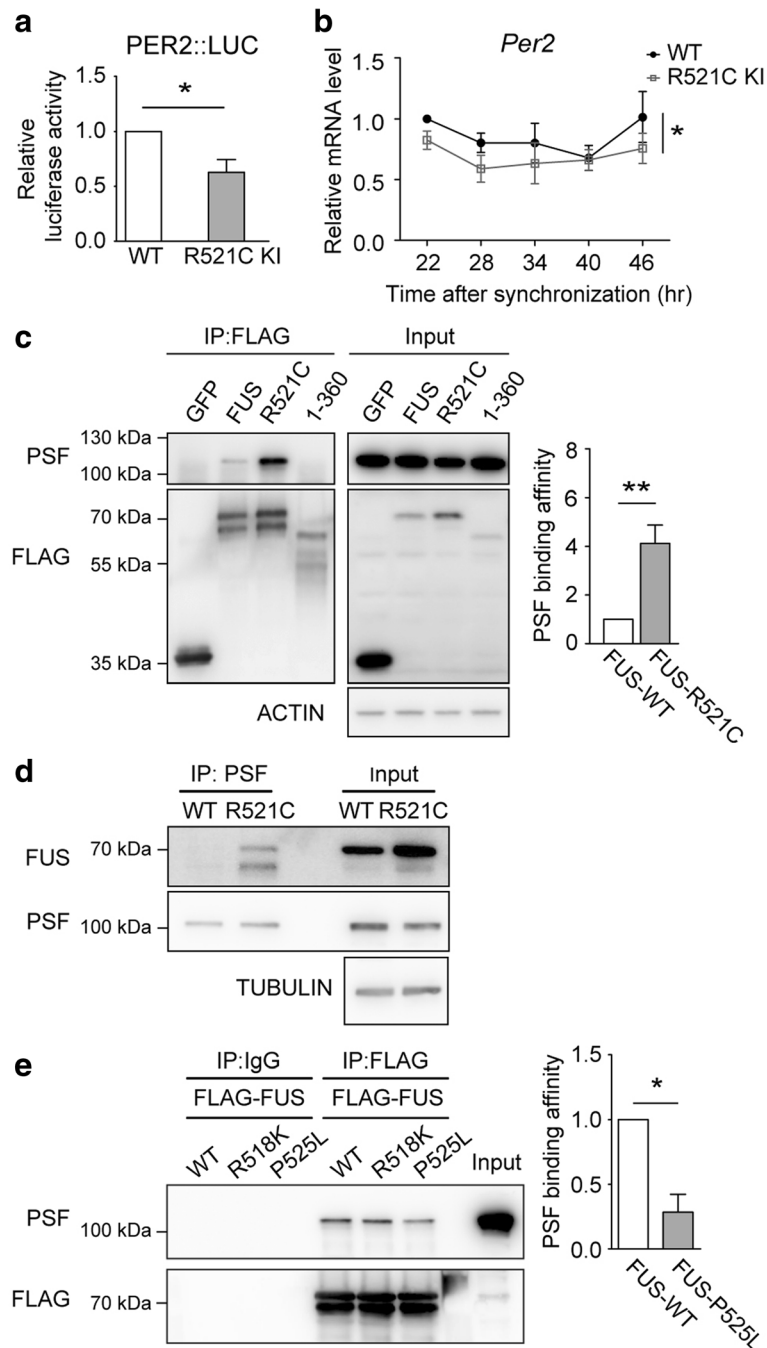 a
PER2::LUC
Relative
luciferase activity
1.5
1.0
0.5
0.0
*
WT
R521C KI
b
Per2
WT
R521C KI
Relative mRNA level
1.5
1.0
0.5
0.0
*
22 28 34 40 46
Time after synchronization (hr)
c
IP:FLAG
Input
GFP FUS R521C 1-360
GFP FUS R521C 1-360
PSF
130 kDa
100 kDa
FLAG
70 kDa
55 kDa
35 kDa
ACTIN
PSF binding affinity
8
6
4
2
0
**
FUS-WT
FUS-R521C
d
IP: PSF
Input
WT R521C
WT R521C
FUS
70 kDa
PSF
100 kDa
TUBULIN
e
IP:IgG
IP:FLAG
FLAG-FUS
FLAG-FUS
WT R518K P525L
WT R518K P525L
Input
PSF
100 kDa
FLAG
70 kDa
PSF binding affinity
1.5
1.0
0.5
0.0
*
FUS-WT
FUS-P525L